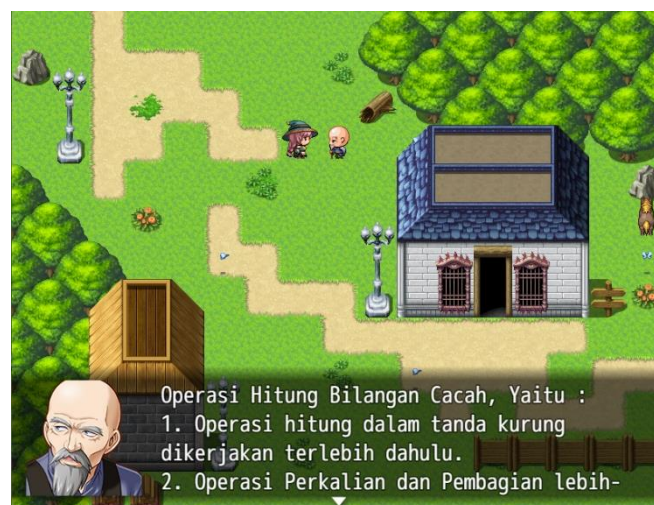 Operasi Hitung Bilangan Cacah, Yaitu :
1. Operasi hitung dalam tanda kurung
dikerjakan terlebih dahulu.
2. Operasi Perkalian dan Pembagian lebih-